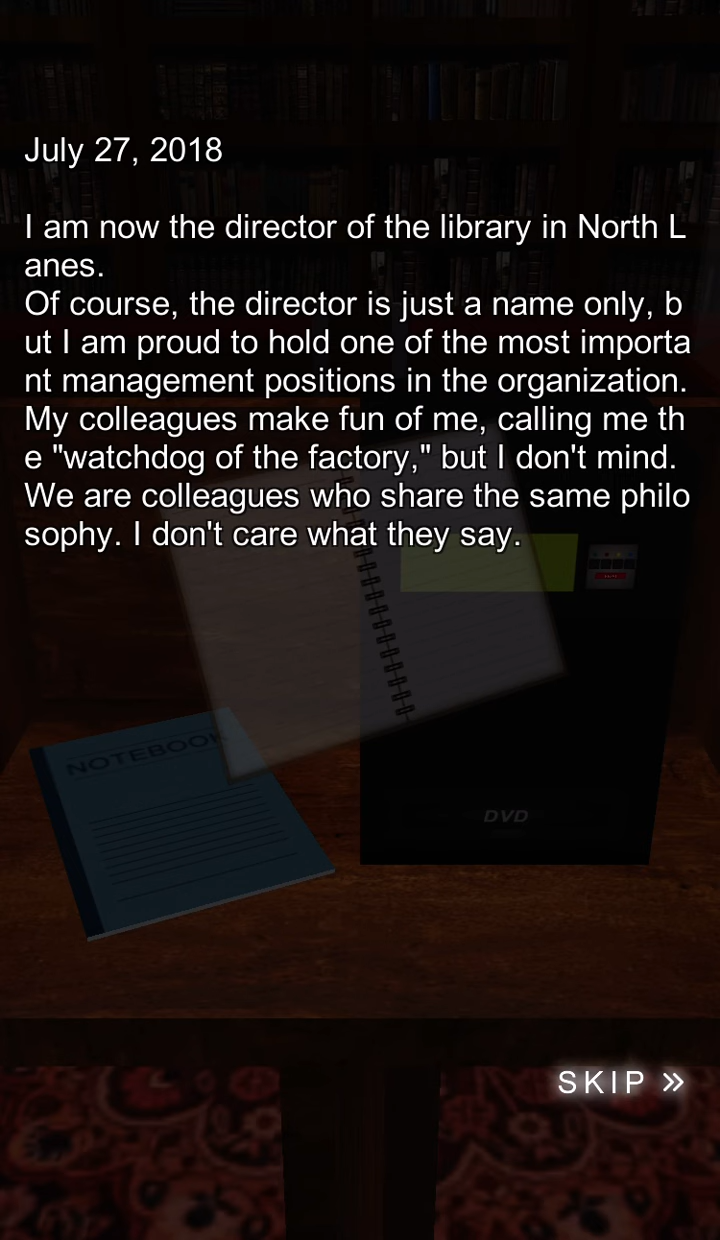 July 27, 2018
I am now the director of the library in North L
anes.
Of course, the director is just a name only, b
ut I am proud to hold one of the most importa
nt management positions in the organization.
My colleagues make fun of me, calling me th
e "watchdog of the factory," but I don't mind.
We are colleagues who share the same philo
sophy. I don't care what they say.
NOTEBOOK
DVD
SKIP »